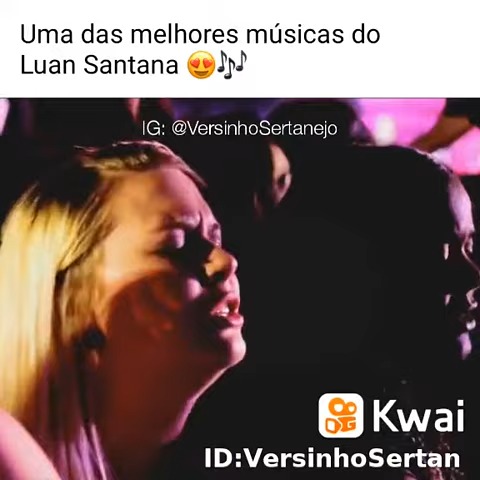 Uma das melhores músicas do
Luan Santana 😍🎶
IG: @VersinhoSertanejo
Kwai
ID:VersinhoSertan